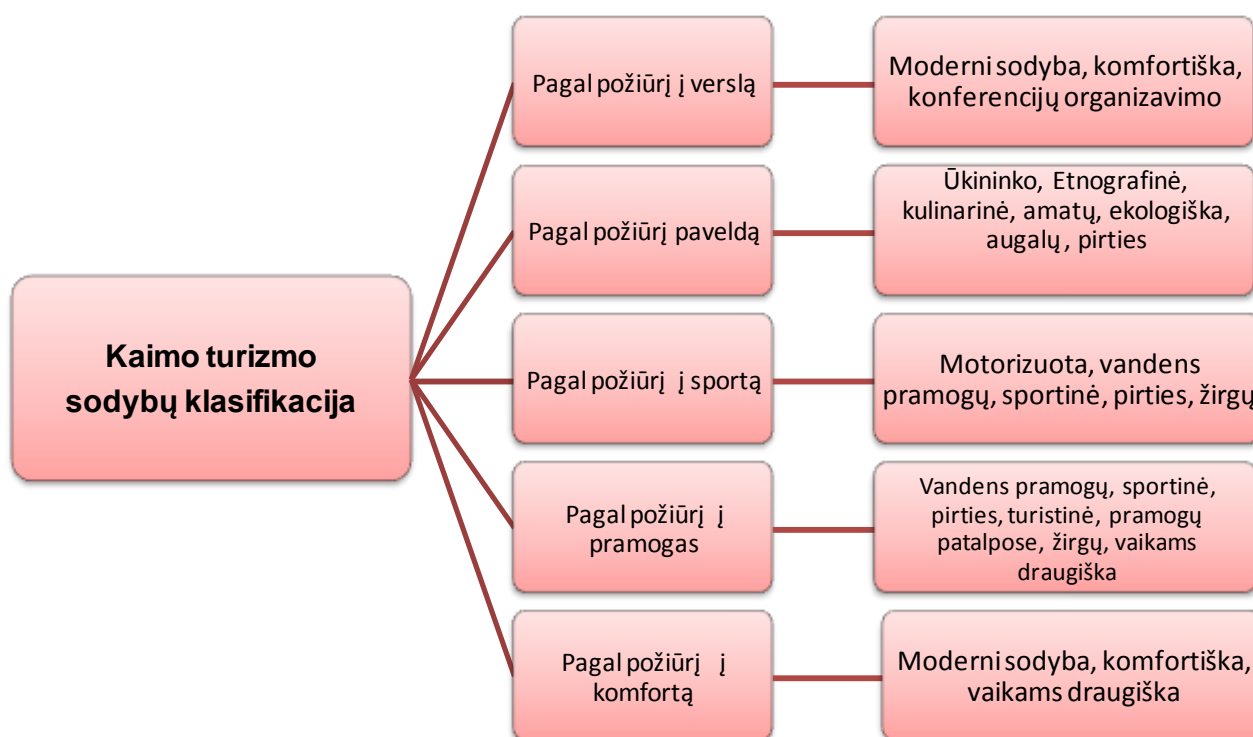 Kaimo turizmo
sodybų klasifikacija
Pagal požiūrį į verslą
Moderni sodyba, komfortiška,
konferencijų organizavimo
Pagal požiūrį paveldą
Ūkininko, Etnografinė,
kulinarinė, amatų, ekologiška,
augalų , pirties
Pagal požiūrį į sportą
Motorizuota, vandens
pramogų, sportinė, pirties, žirgų
Pagal požiūrį į
pramogas
Vandens pramogų, sportinė,
pirties, turistinė, pramogų
patalpose, žirgų, vaikams
draugiška
Pagal požiūrį į
komfortą
Moderni sodyba, komfortiška,
vaikams draugiška